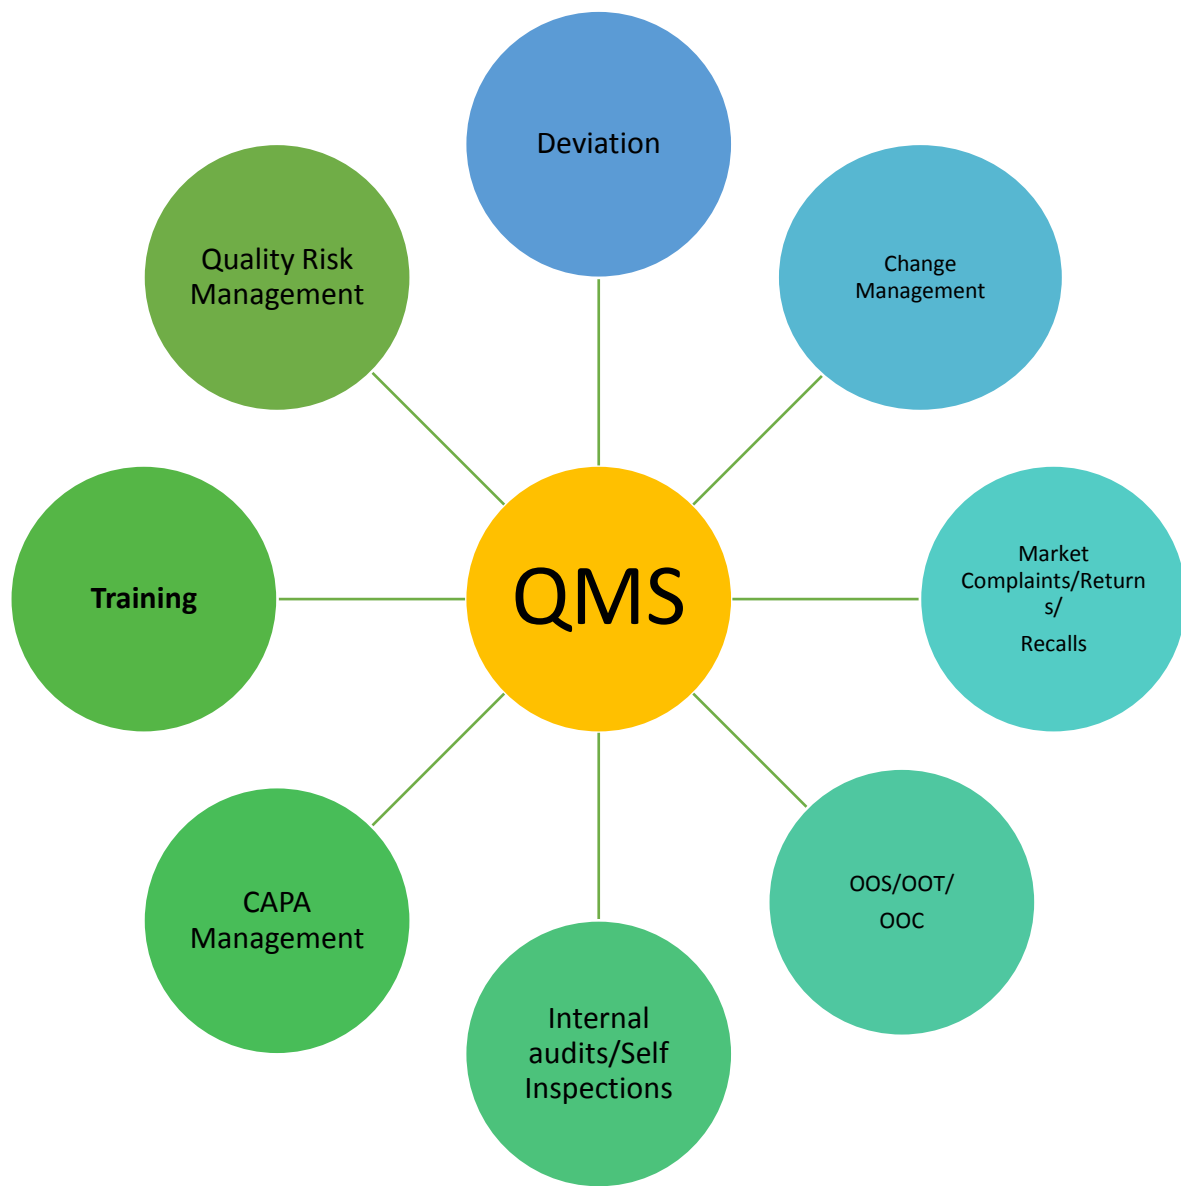 Deviation
Quality Risk
Management
Change
Management
Training
QMS
Market
Complaints/Return
s/
Recalls
CAPA
Management
OOS/OOT/
OOC
Internal
audits/Self
Inspections